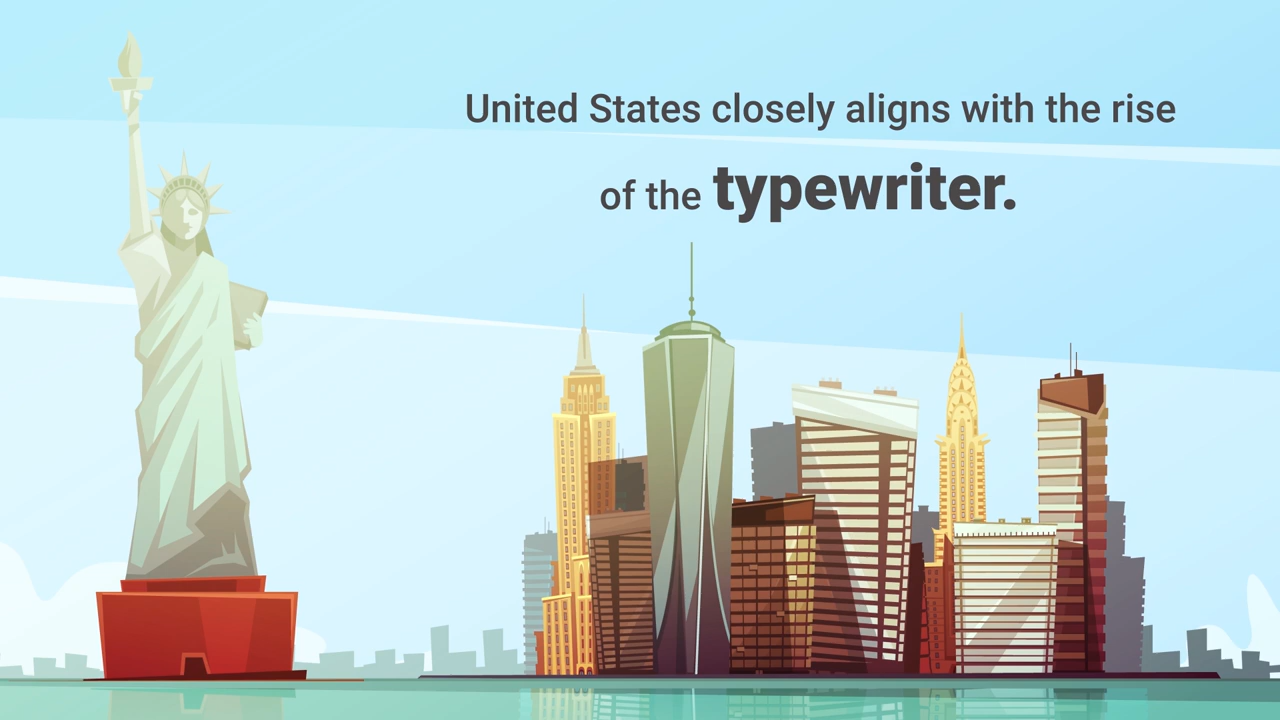 United States closely aligns with the rise
of the typewriter.